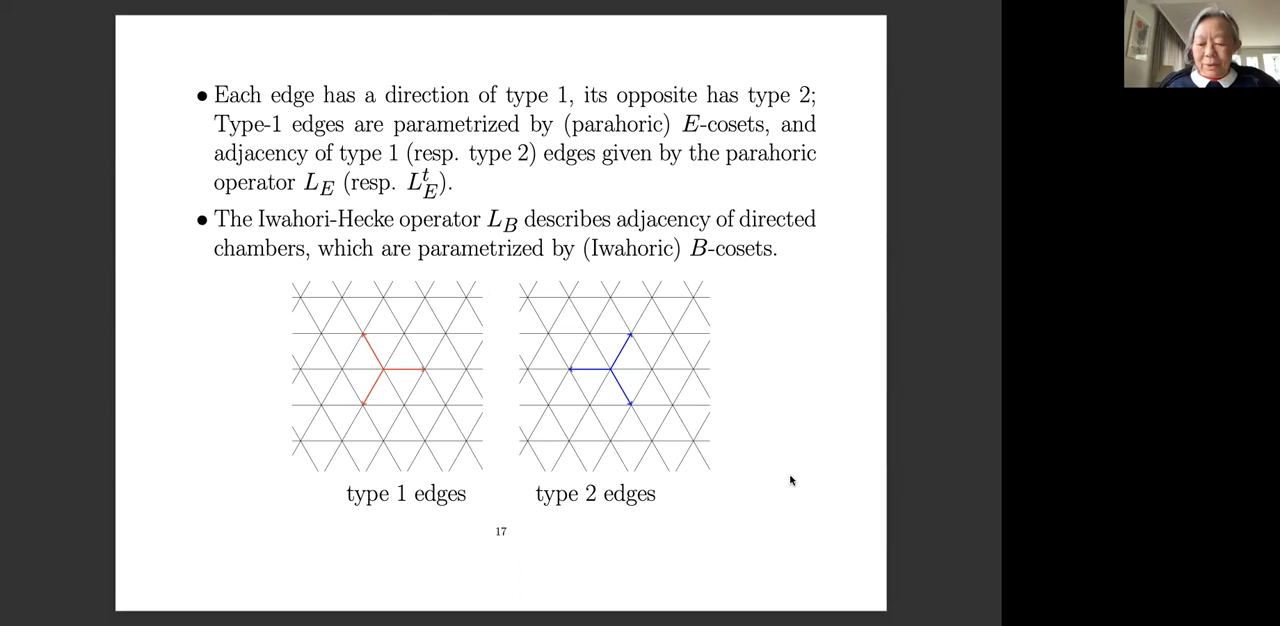 • Each edge has a direction of type 1, its opposite has type 2;
Type-1 edges are parametrized by (parahoric) E-cosets, and
adjacency of type 1 (resp. type 2) edges given by the parahoric
operator L_E (resp. L_E^t).
• The Iwahori-Hecke operator L_B describes adjacency of directed
chambers, which are parametrized by (Iwahoric) B-cosets.
type 1 edges
type 2 edges
17